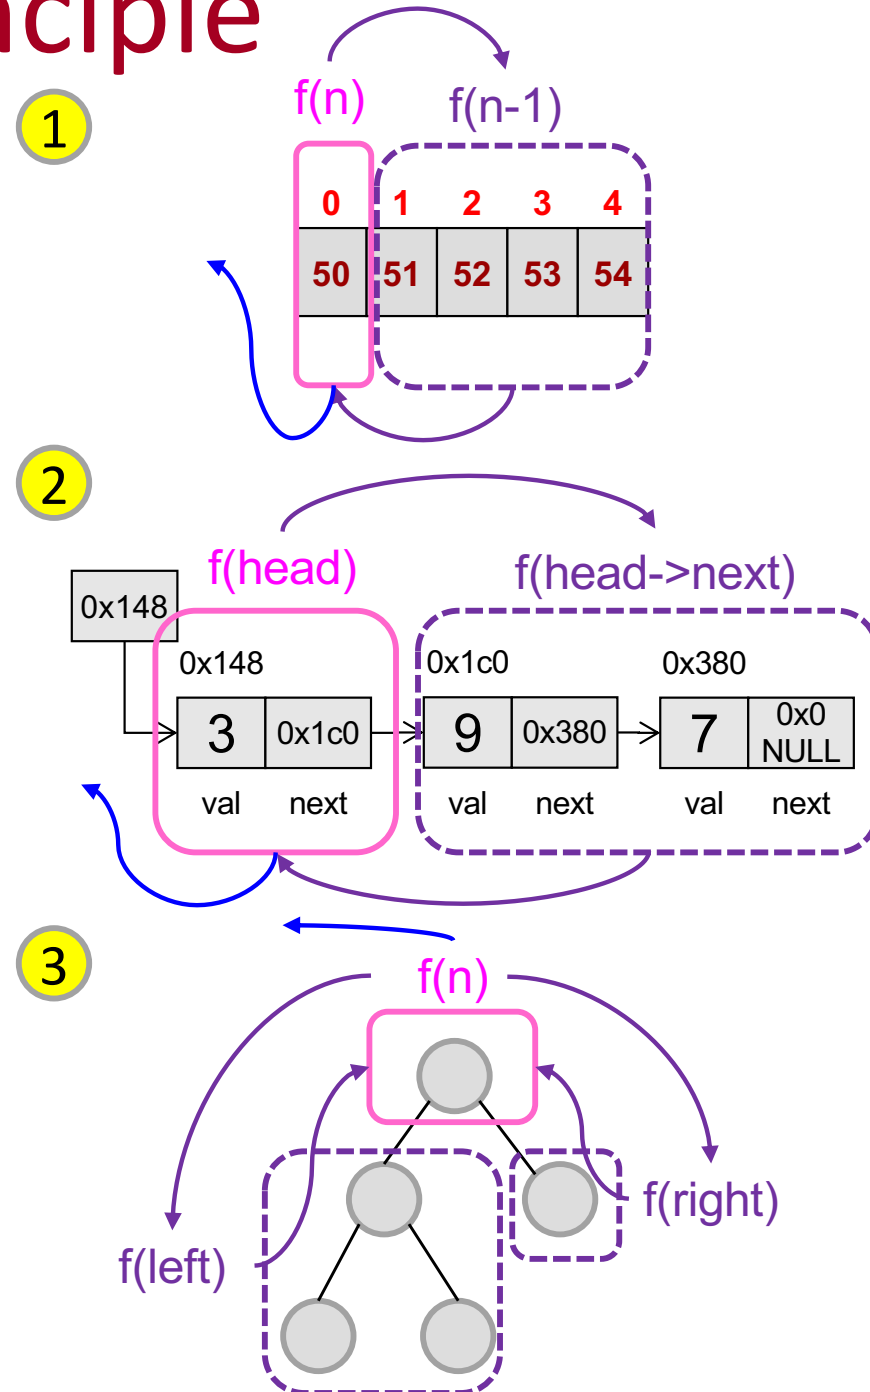 nciple
1
f(n) f(n-1)
0 1 2 3 4
50 51 52 53 54
2
f(head) f(head->next)
0x148
0x148 0x1c0 0x380
3 0x1c0 9 0x380 7 0x0
NULL
val next val next val next
3
f(n)
f(right)
f(left)